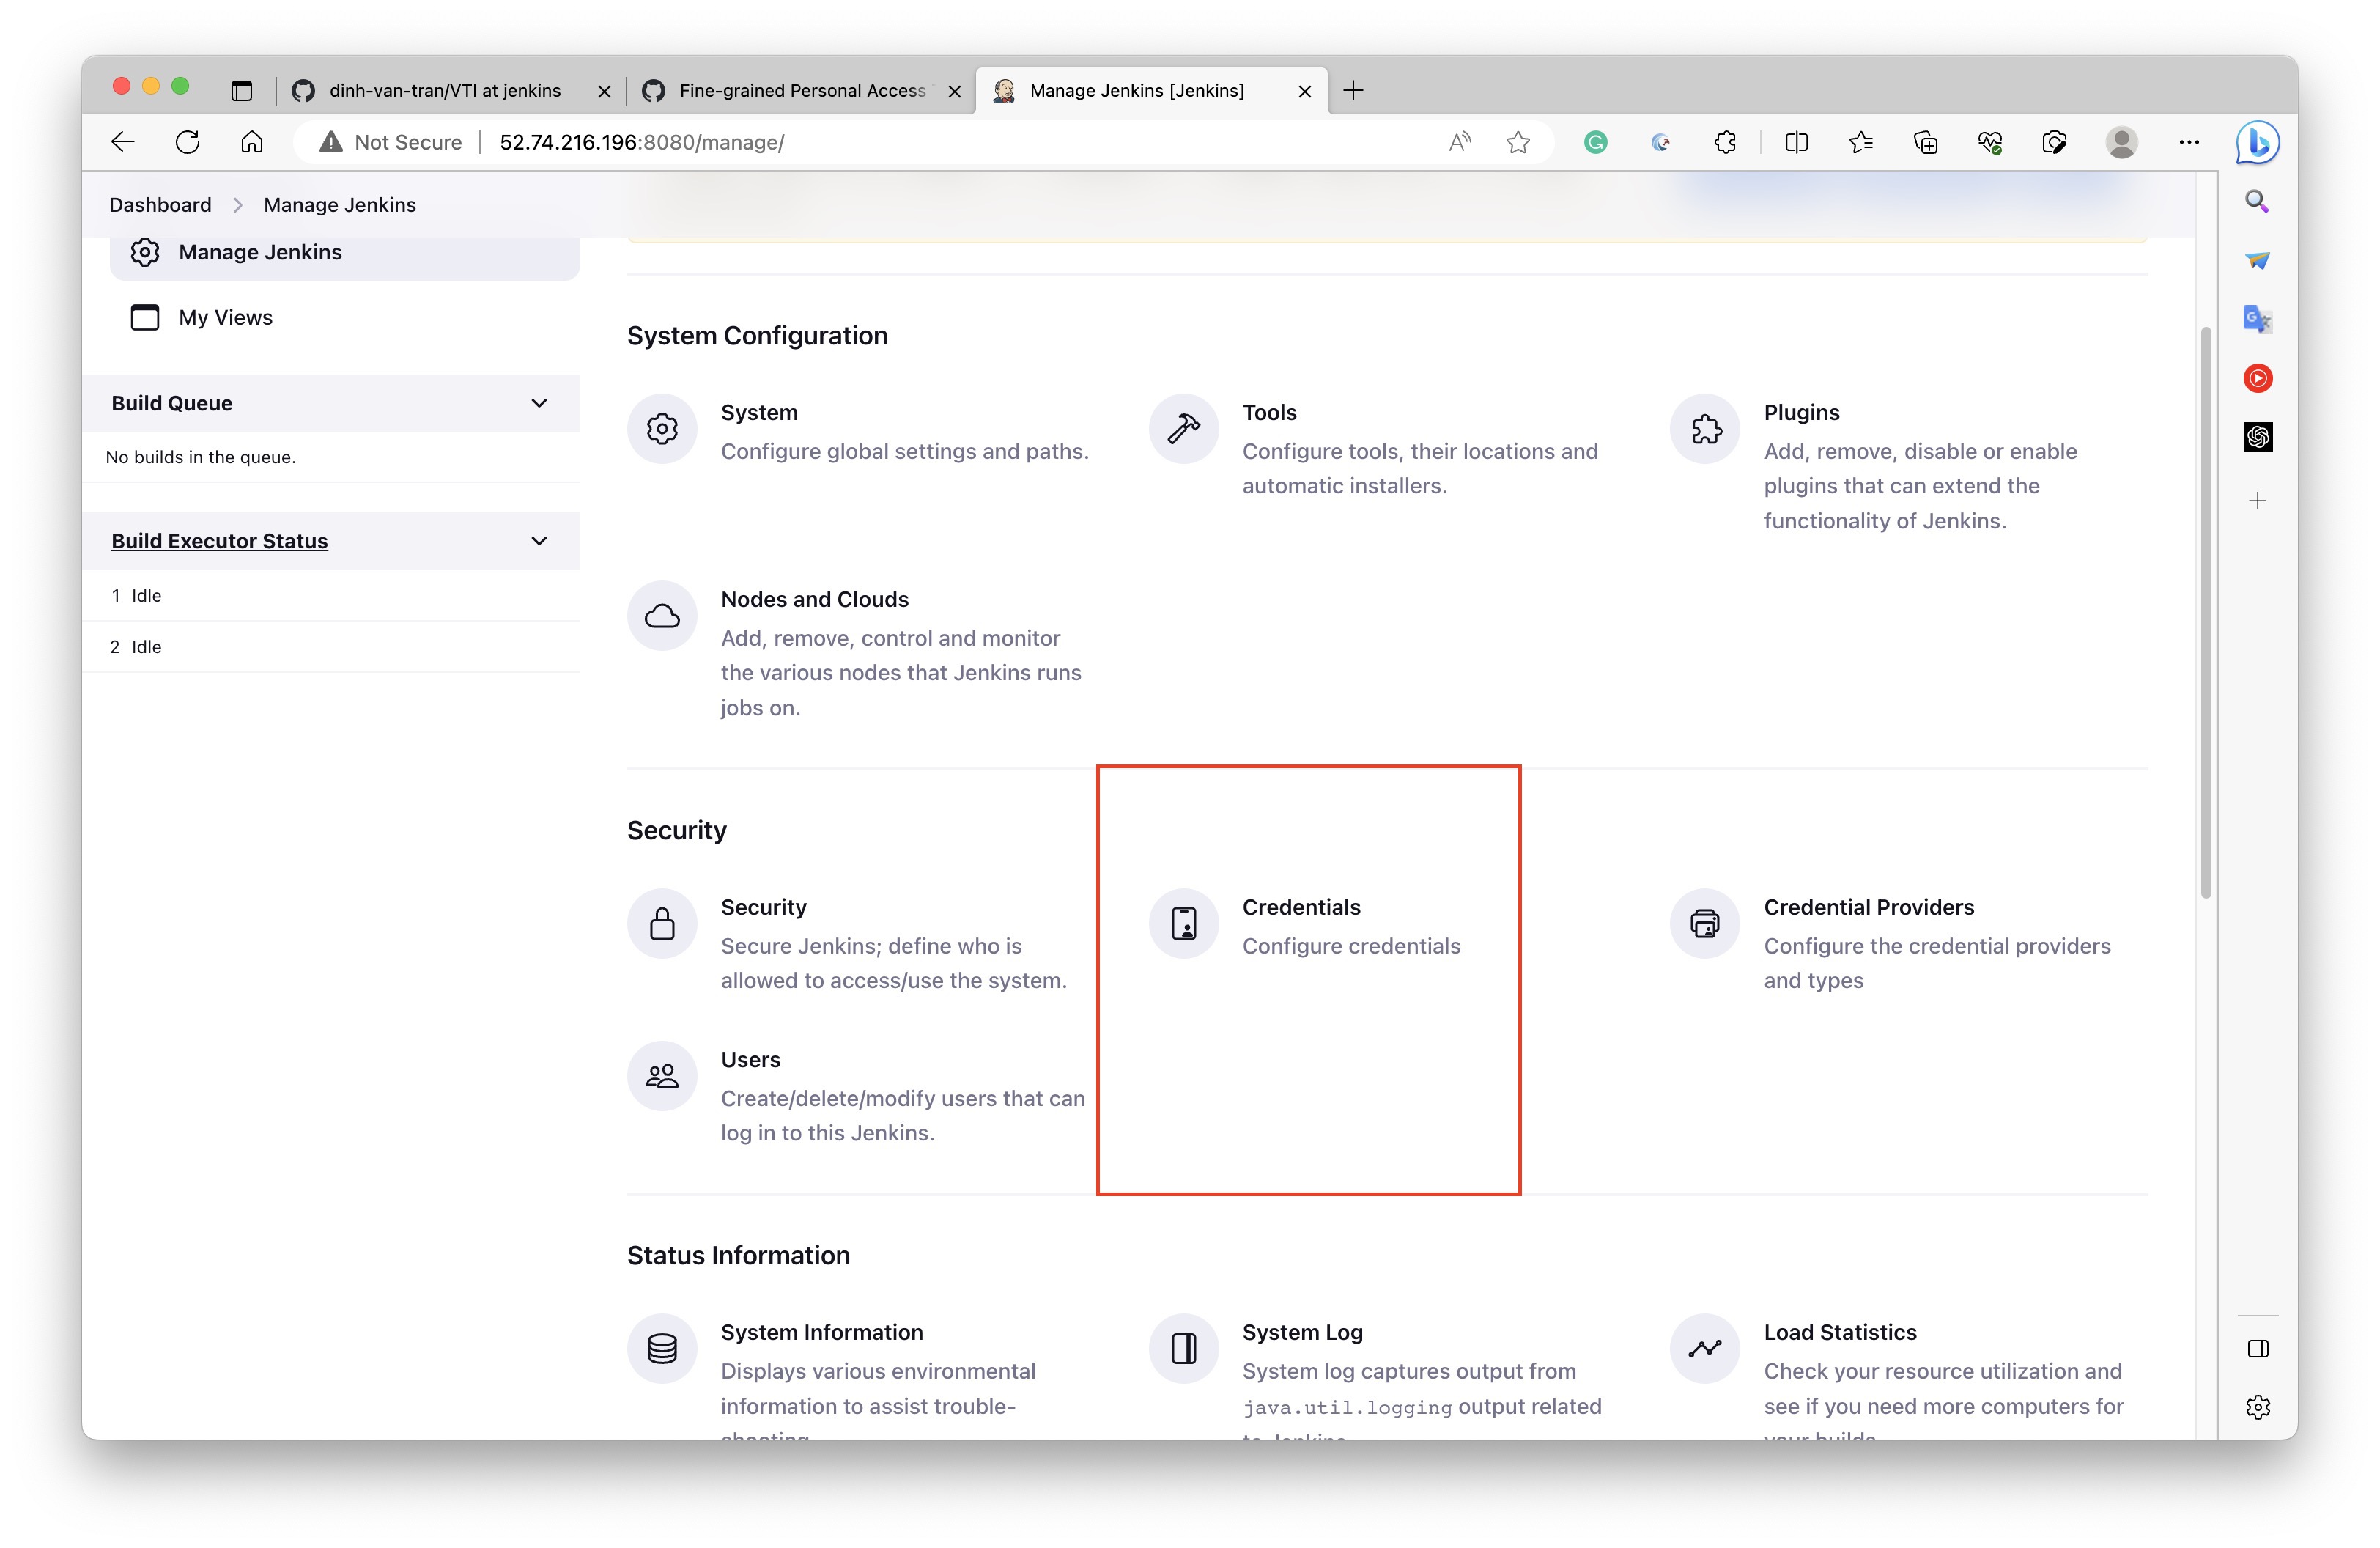 dinh-van-tran/VTI at jenkins
Fine-grained Personal Access
Manage Jenkins [Jenkins]
Not Secure
52.74.216.196:8080/manage/
Dashboard
Manage Jenkins
Manage Jenkins
My Views
Build Queue
No builds in the queue.
Build Executor Status
1 Idle
2 Idle
System Configuration
System
Configure global settings and paths.
Tools
Configure tools, their locations and
automatic installers.
Plugins
Add, remove, disable or enable
plugins that can extend the
functionality of Jenkins.
Nodes and Clouds
Add, remove, control and monitor
the various nodes that Jenkins runs
jobs on.
Security
Security
Secure Jenkins; define who is
allowed to access/use the system.
Credentials
Configure credentials
Credential Providers
Configure the credential providers
and types
Users
Create/delete/modify users that can
log in to this Jenkins.
Status Information
System Information
Displays various environmental
information to assist trouble-
shooting.
System Log
System log captures output from
java.util.logging output related
to Jenkins.
Load Statistics
Check your resource utilization and
see if you need more computers for
your builds.